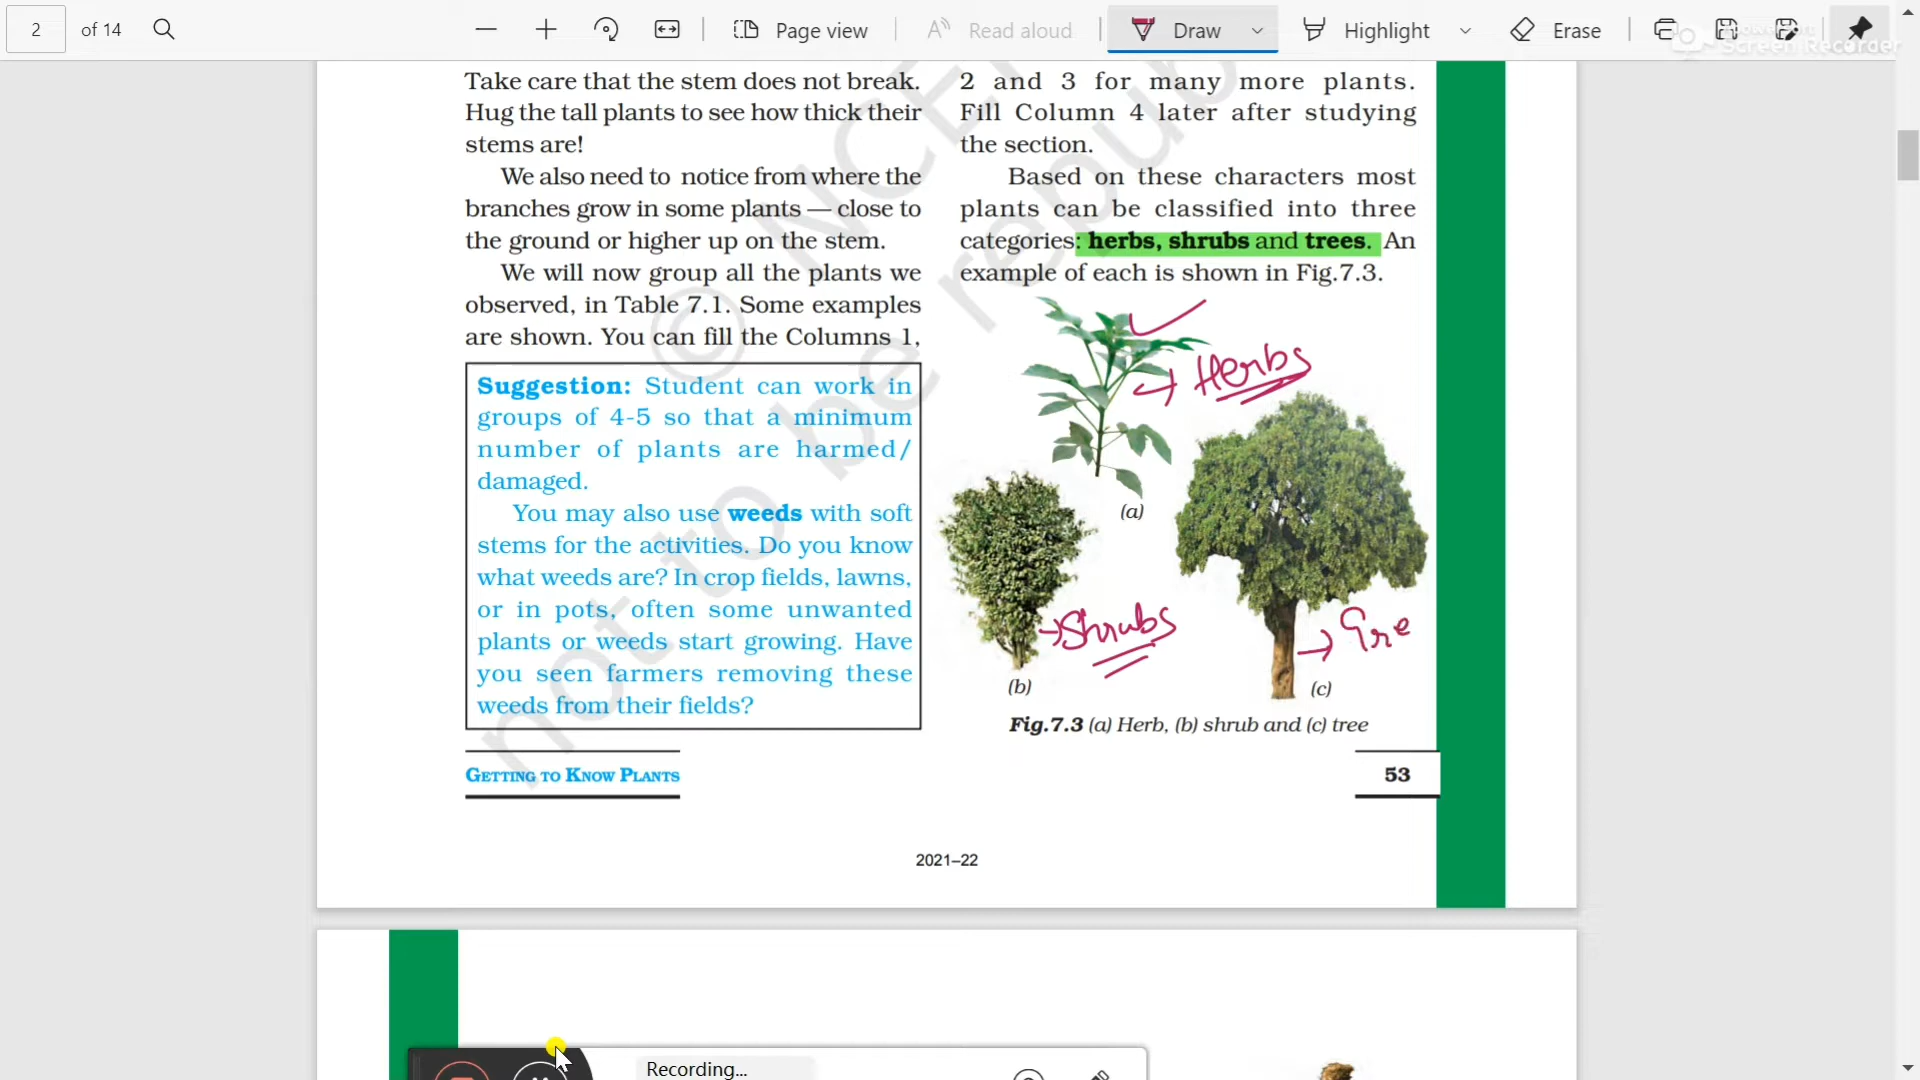 2 of 14 Page view Read aloud Draw Highlight Erase
Screen Recorder
Take care that the stem does not break.
Hug the tall plants to see how thick their
stems are!
We also need to notice from where the
branches grow in some plants — close to
the ground or higher up on the stem.
We will now group all the plants we
observed, in Table 7.1. Some examples
are shown. You can fill the Columns 1,
Suggestion: Student can work in
groups of 4-5 so that a minimum
number of plants are harmed/
damaged.
You may also use weeds with soft
stems for the activities. Do you know
what weeds are? In crop fields, lawns,
or in pots, often some unwanted
plants or weeds start growing. Have
you seen farmers removing these
weeds from their fields?
2 and 3 for many more plants.
Fill Column 4 later after studying
the section.
Based on these characters most
plants can be classified into three
categories: herbs, shrubs and trees. An
example of each is shown in Fig.7.3.
Herbs
(a)
Shrubs
(b)
Tre
(c)
Fig.7.3 (a) Herb, (b) shrub and (c) tree
GETTING TO KNOW PLANTS
53
2021–22
not to be republ
© NCE
Recording...